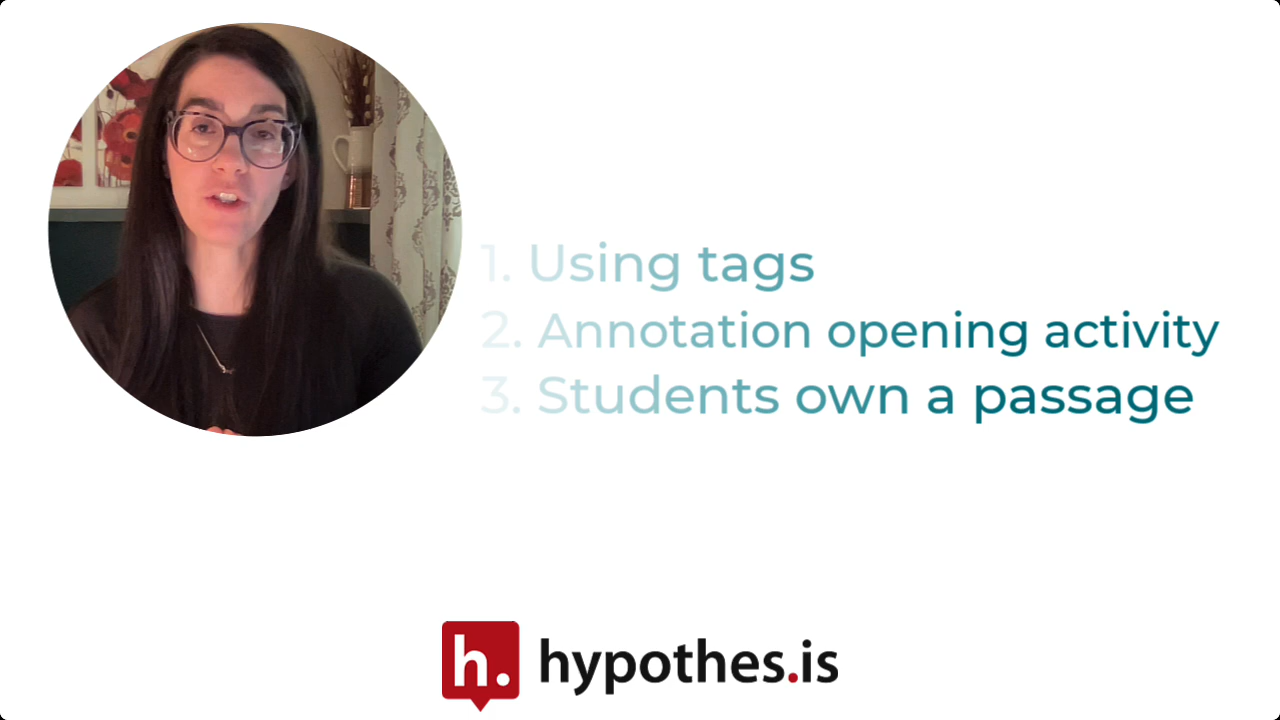 1. Using tags
2. Annotation opening activity
3. Students own a passage
h. hypothes.is